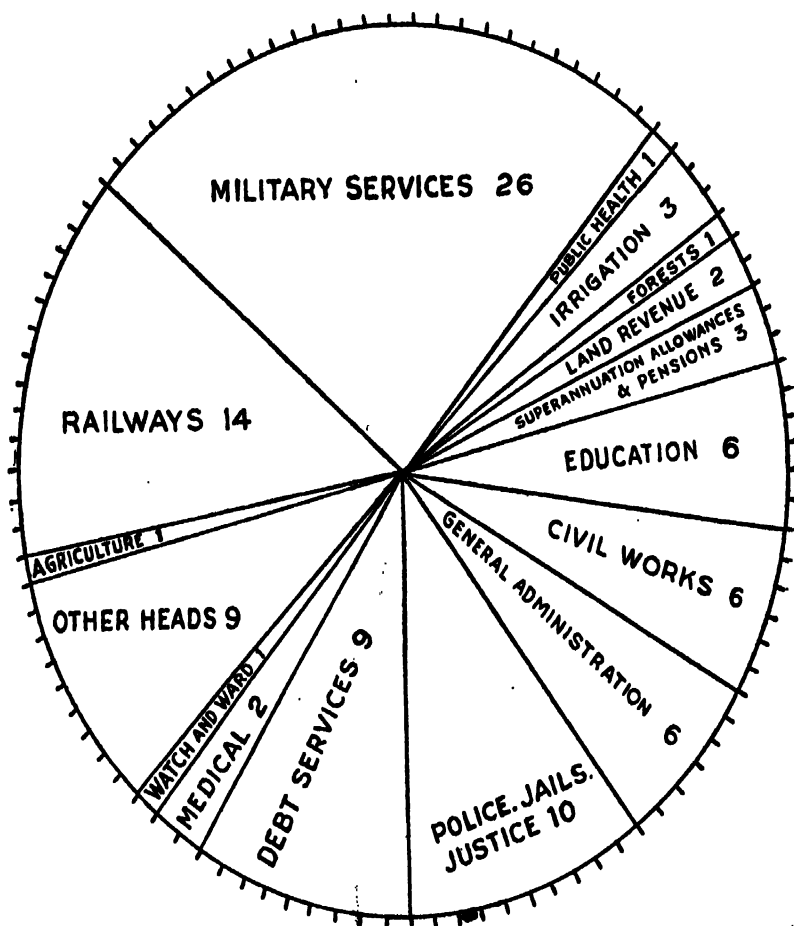 MILITARY SERVICES 26
PUBLIC HEALTH 1
IRRIGATION 3
FORESTS 1
LAND REVENUE 2
SUPERANNUATION ALLOWANCES
& PENSIONS 3
EDUCATION 6
CIVIL WORKS 6
GENERAL ADMINISTRATION 6
POLICE. JAILS.
JUSTICE 10
DEBT SERVICES 9
MEDICAL 2
WATCH AND WARD 1
OTHER HEADS 9
AGRICULTURE 1
RAILWAYS 14